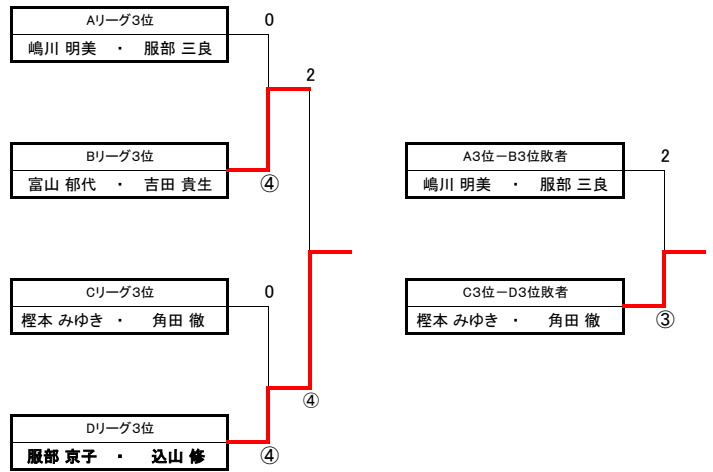 Aリーグ3位
0
嶋川 明美 ・ 服部 三良
2
Bリーグ3位
富山 郁代 ・ 吉田 貴生
④
Cリーグ3位
0
樫本 みゆき ・ 角田 徹
④
Dリーグ3位
服部 京子 ・ 込山 修
④
A3位－B3位敗者
2
嶋川 明美 ・ 服部 三良
C3位－D3位敗者
樫本 みゆき ・ 角田 徹
③